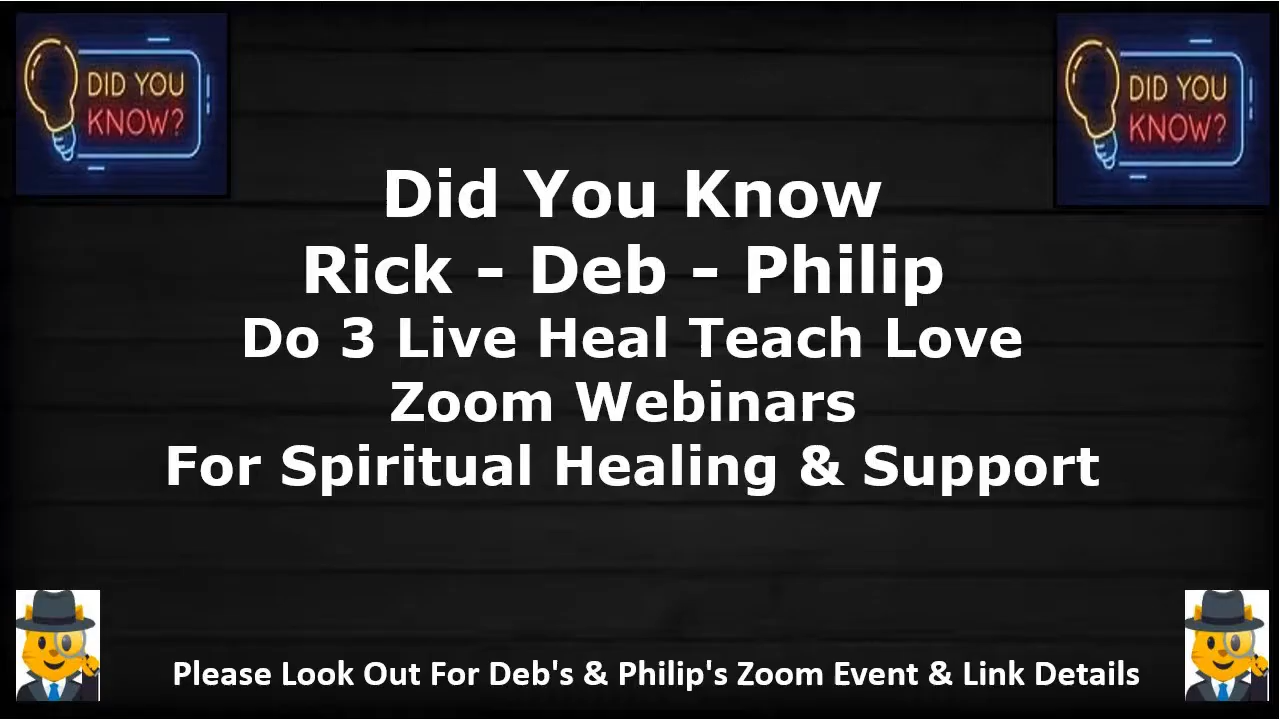 DID YOU
KNOW?
DID YOU
KNOW?
Did You Know
Rick - Deb - Philip
Do 3 Live Heal Teach Love
Zoom Webinars
For Spiritual Healing & Support
Please Look Out For Deb's & Philip's Zoom Event & Link Details